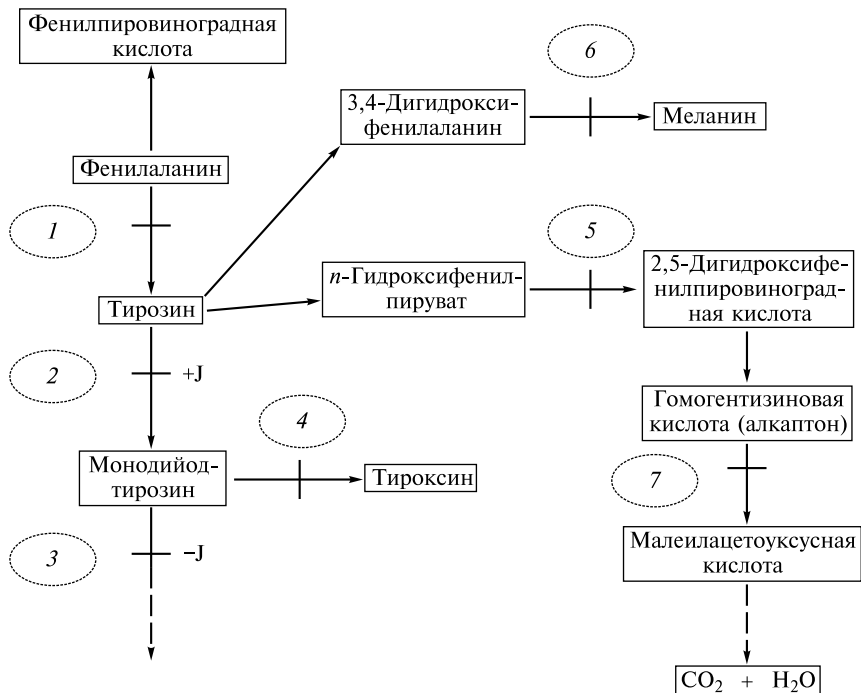 Фенилпировиноградная
кислота
6
3,4-Дигидрокси-
фенилаланин
Меланин
Фенилаланин
1
5
n-Гидроксифенил-
пируват
2,5-Дигидроксифе-
нилпировиноград-
ная кислота
Тирозин
2
+J
4
Гомогентизиновая
кислота (алкаптон)
Монодийод-
тирозин
Тироксин
7
3
–J
Малеилацетоуксусная
кислота
CO₂ + H₂O